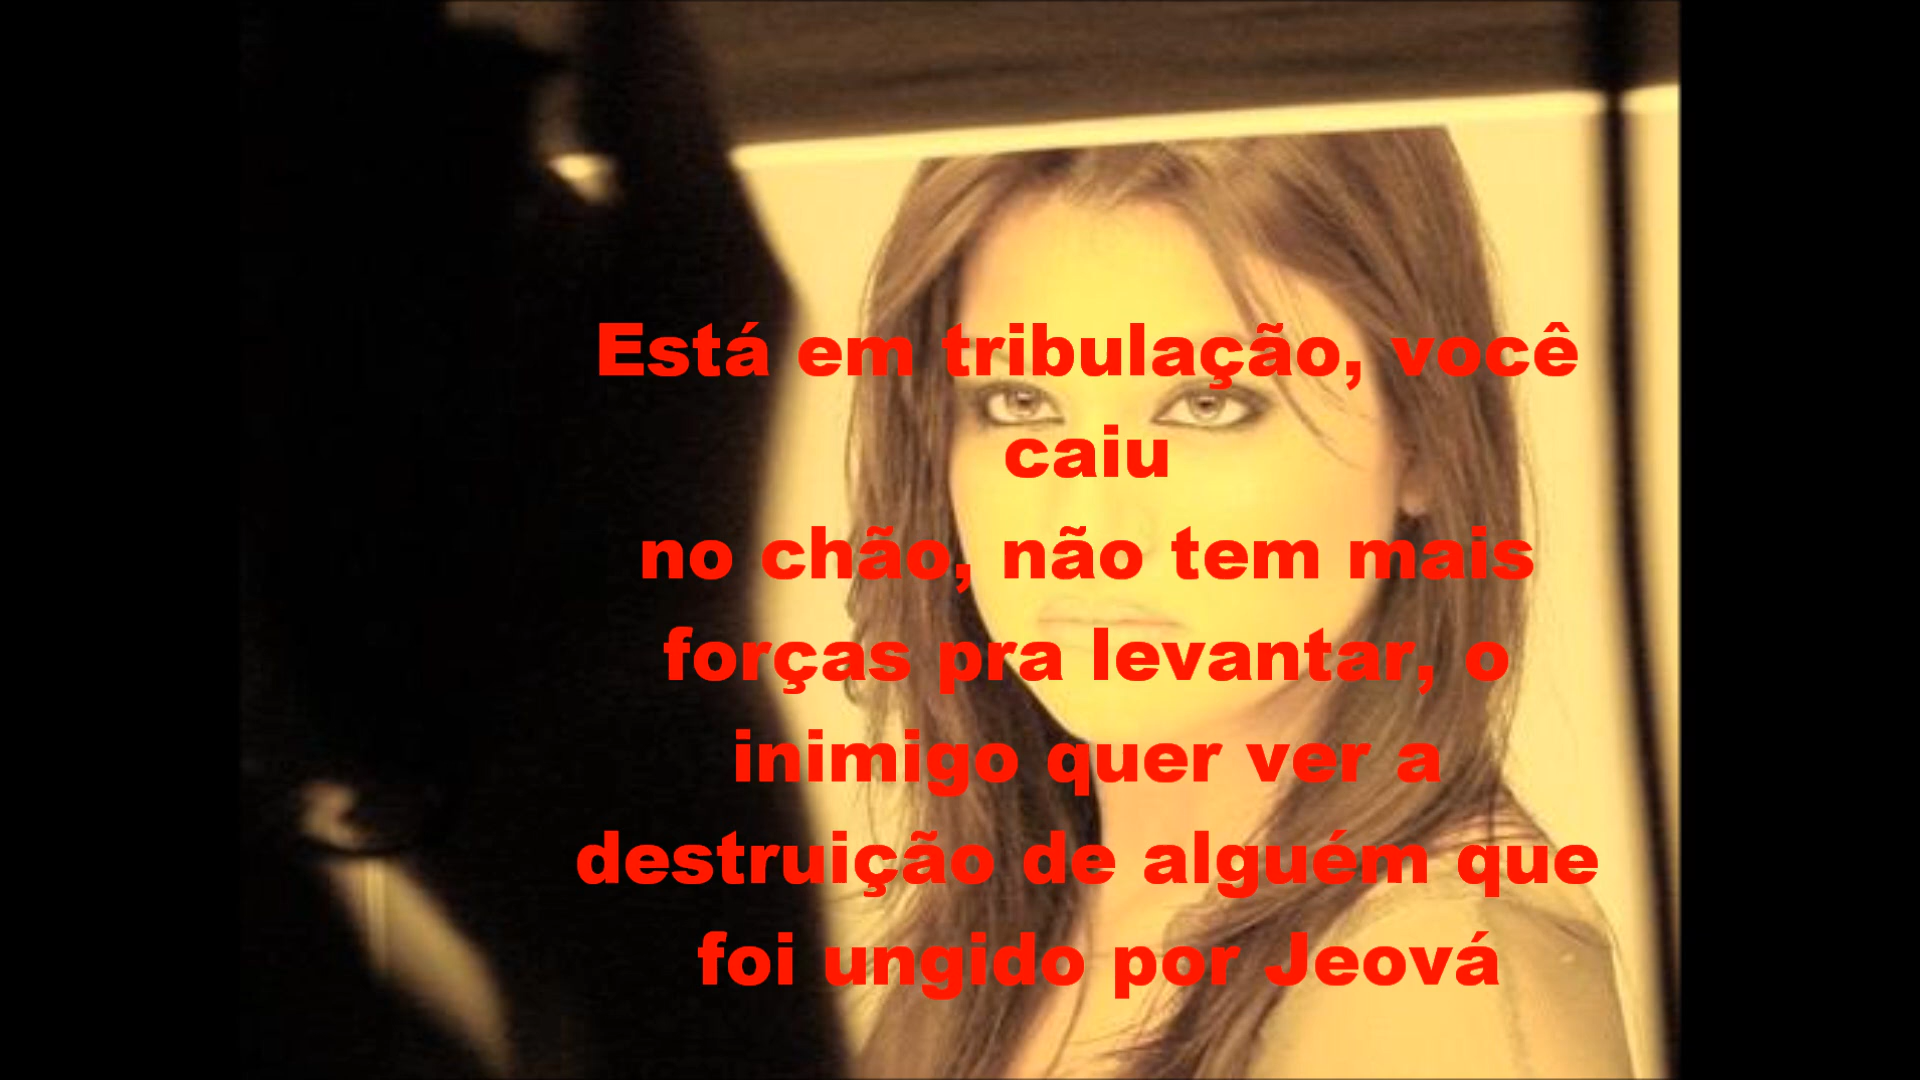 Está em tribulação, você
caiu
no chão, não tem mais
forças pra levantar, o
inimigo quer ver a
destruição de alguém que
foi ungido por Jeová